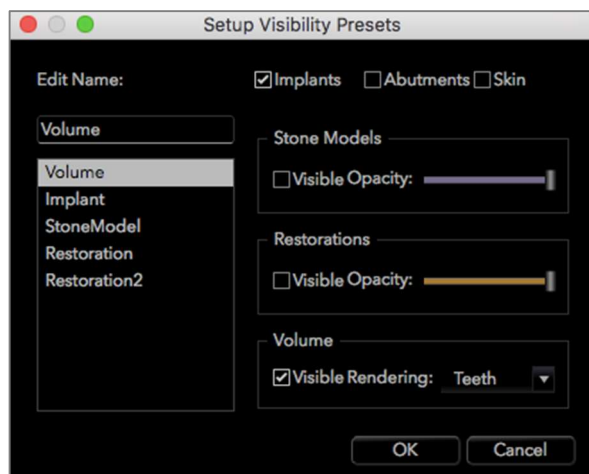 Setup Visibility Presets
Edit Name:
Implants Abutments Skin
Volume
Volume
Implant
StoneModel
Restoration
Restoration2
Stone Models
Visible Opacity:
Restorations
Visible Opacity:
Volume
Visible Rendering: Teeth
OK Cancel